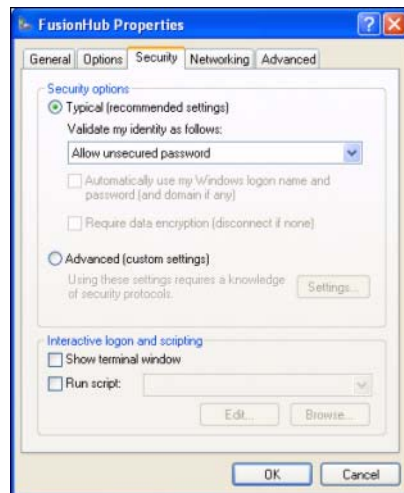 FusionHub Properties
General Options Security Networking Advanced
Security options
Typical (recommended settings)
Validate my identity as follows:
Allow unsecured password
Automatically use my Windows logon name and
password (and domain if any)
Require data encryption (disconnect if none)
Advanced (custom settings)
Using these settings requires a knowledge
of security protocols.
Settings...
Interactive logon and scripting
Show terminal window
Run script:
Edit... Browse...
OK Cancel